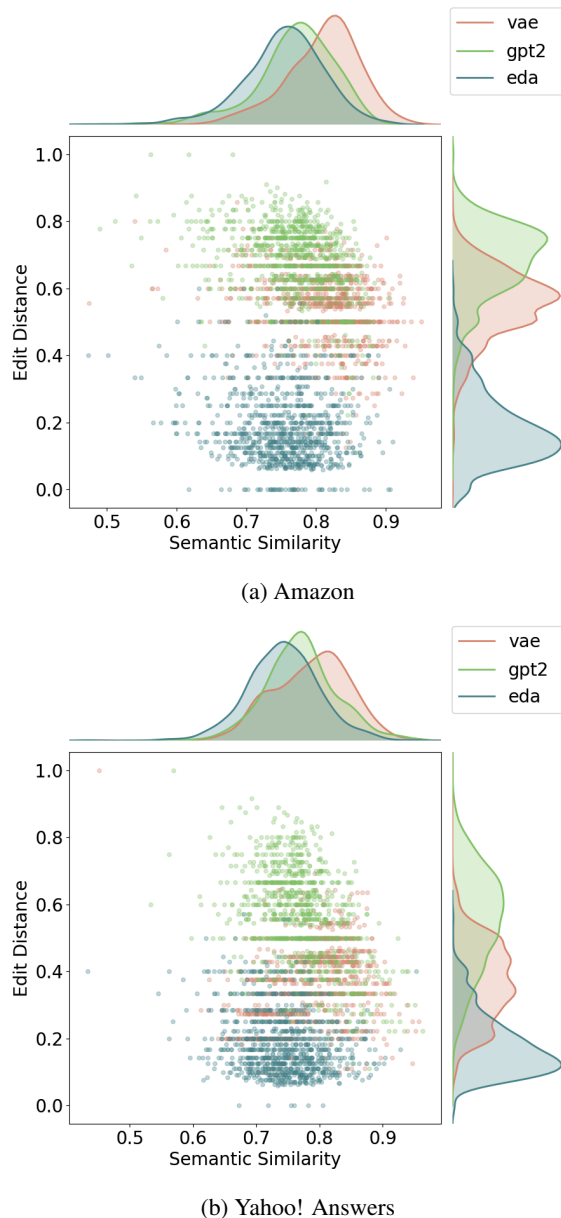 vae
gpt2
eda
1.0
0.8
0.6
0.4
0.2
0.0
Edit Distance
0.5 0.6 0.7 0.8 0.9
Semantic Similarity
(a) Amazon
vae
gpt2
eda
1.0
0.8
0.6
0.4
0.2
0.0
Edit Distance
0.5 0.6 0.7 0.8 0.9
Semantic Similarity
(b) Yahoo! Answers